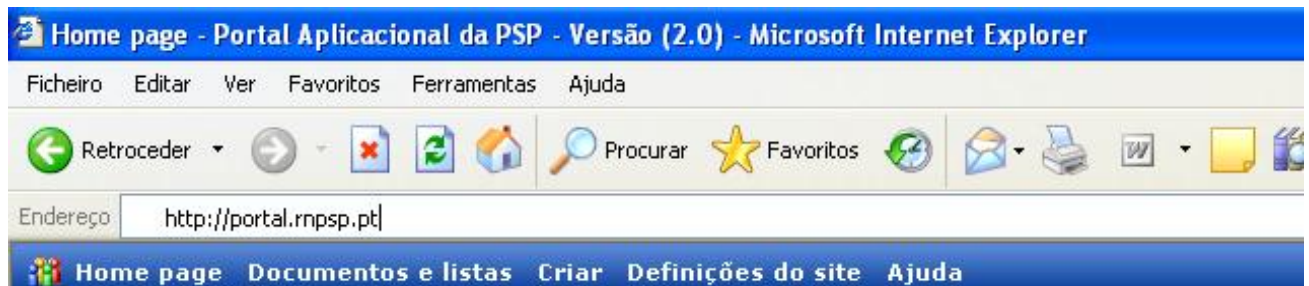 Home page - Portal Aplicacional da PSP - Versão (2.0) - Microsoft Internet Explorer
Ficheiro Editar Ver Favoritos Ferramentas Ajuda
Retroceder Procurar Favoritos W
Endereço http://portal.rnpsp.pt
Home page Documentos e listas Criar Definições do site Ajuda